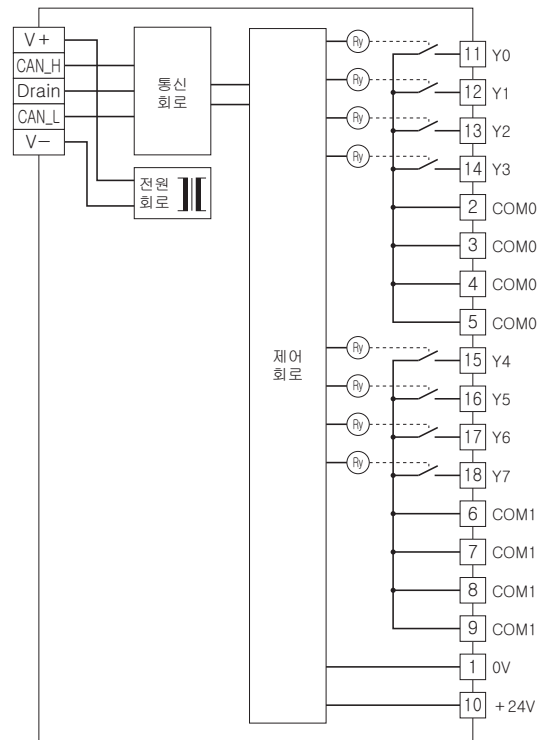 V+
CAN_H
Drain
CAN_L
V−
통신
회로
전원
회로
제어
회로
Ry 11 Y0
Ry 12 Y1
Ry 13 Y2
Ry 14 Y3
2 COM0
3 COM0
4 COM0
5 COM0
Ry 15 Y4
Ry 16 Y5
Ry 17 Y6
Ry 18 Y7
6 COM1
7 COM1
8 COM1
9 COM1
1 0V
10 +24V